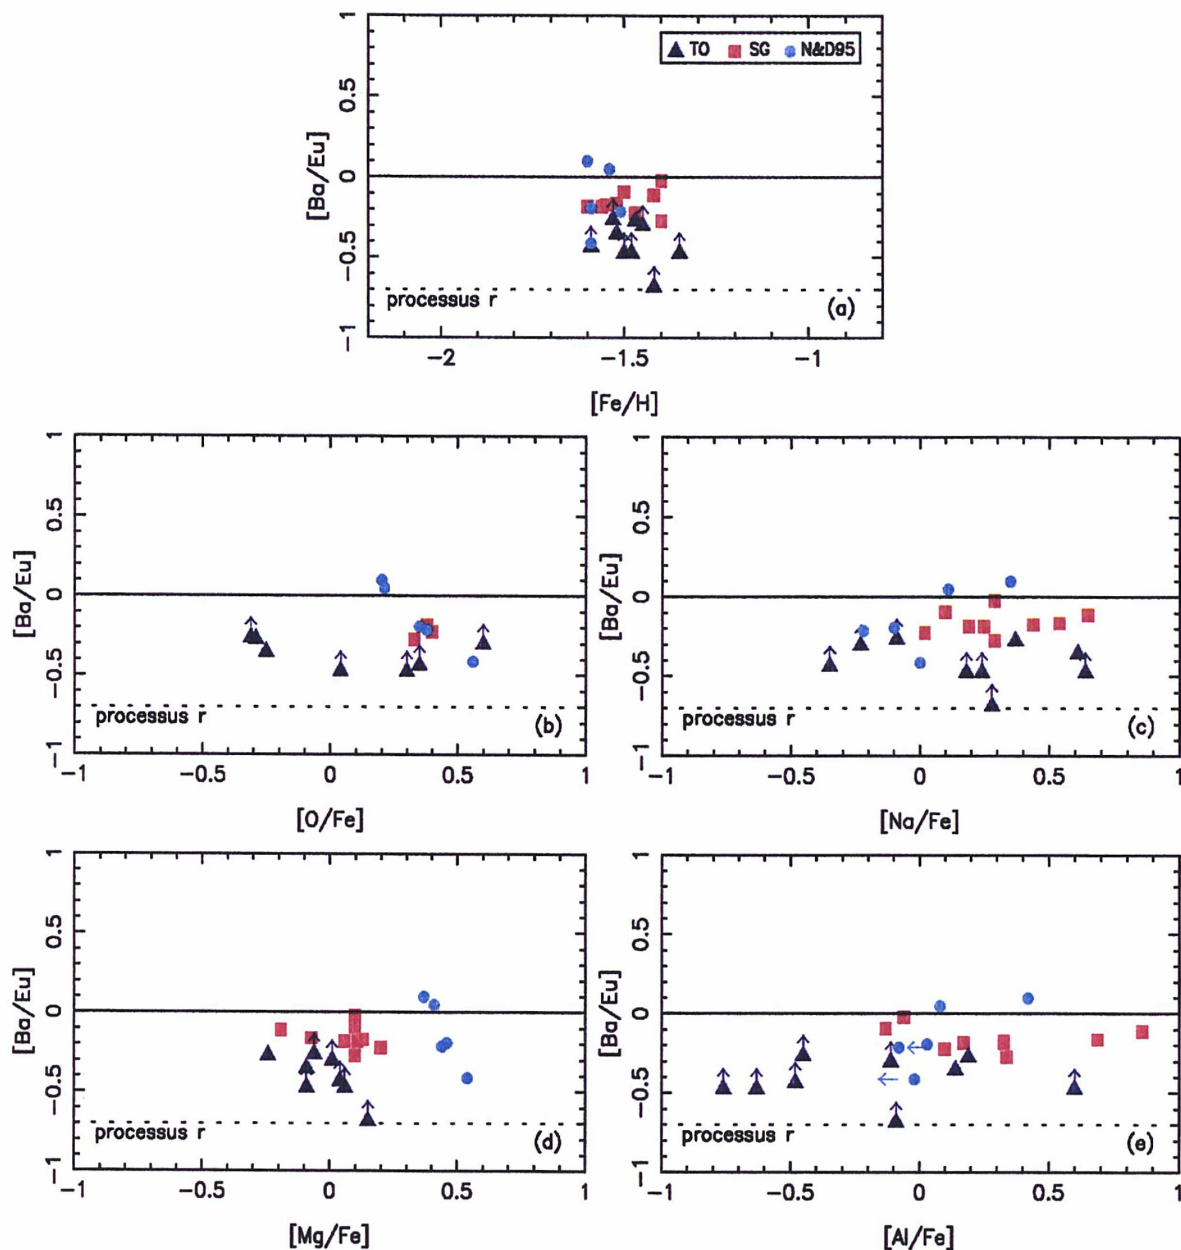 1
0.5
0
−0.5
−1
[Ba/Eu]
TO SG N&D95
processus r
(a)
−2 −1.5 −1
[Fe/H]
1
0.5
0
−0.5
−1
[Ba/Eu]
processus r
(b)
−1 −0.5 0 0.5 1
[O/Fe]
1
0.5
0
−0.5
−1
[Ba/Eu]
processus r
(c)
−1 −0.5 0 0.5 1
[Na/Fe]
1
0.5
0
−0.5
−1
[Ba/Eu]
processus r
(d)
−1 −0.5 0 0.5 1
[Mg/Fe]
1
0.5
0
−0.5
−1
[Ba/Eu]
processus r
(e)
−1 −0.5 0 0.5 1
[Al/Fe]